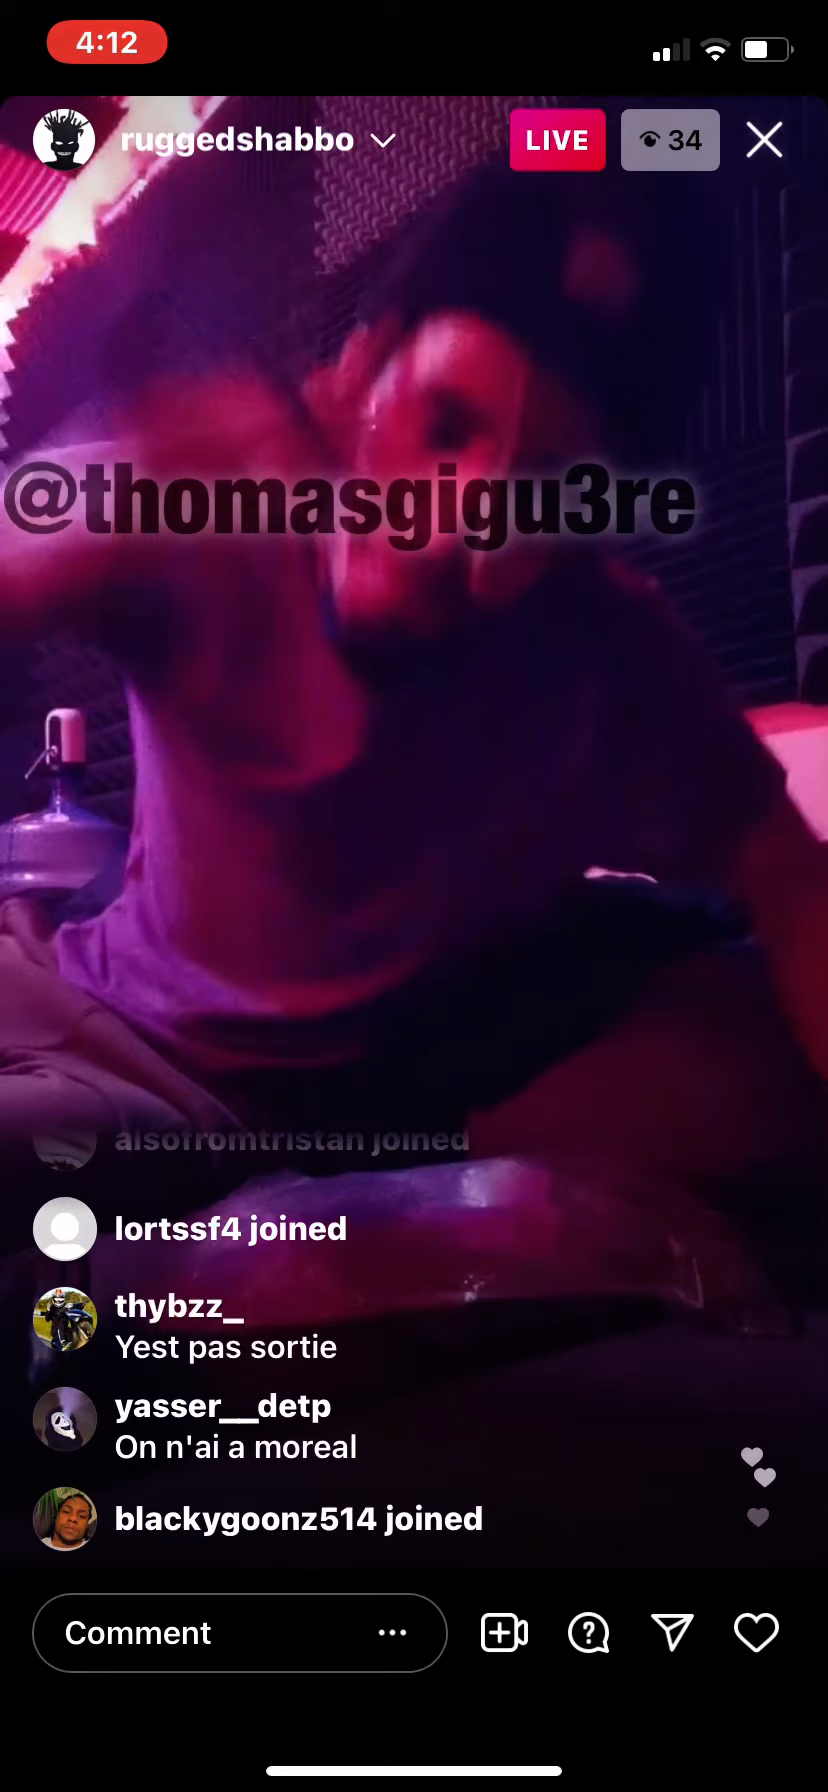 4:12
ruggedshabbo
LIVE
34
@thomasgigu3re
alsofromtristan joined
lortssf4 joined
thybzz_
Yest pas sortie
yasser__detp
On n'ai a moreal
blackygoonz514 joined
Comment